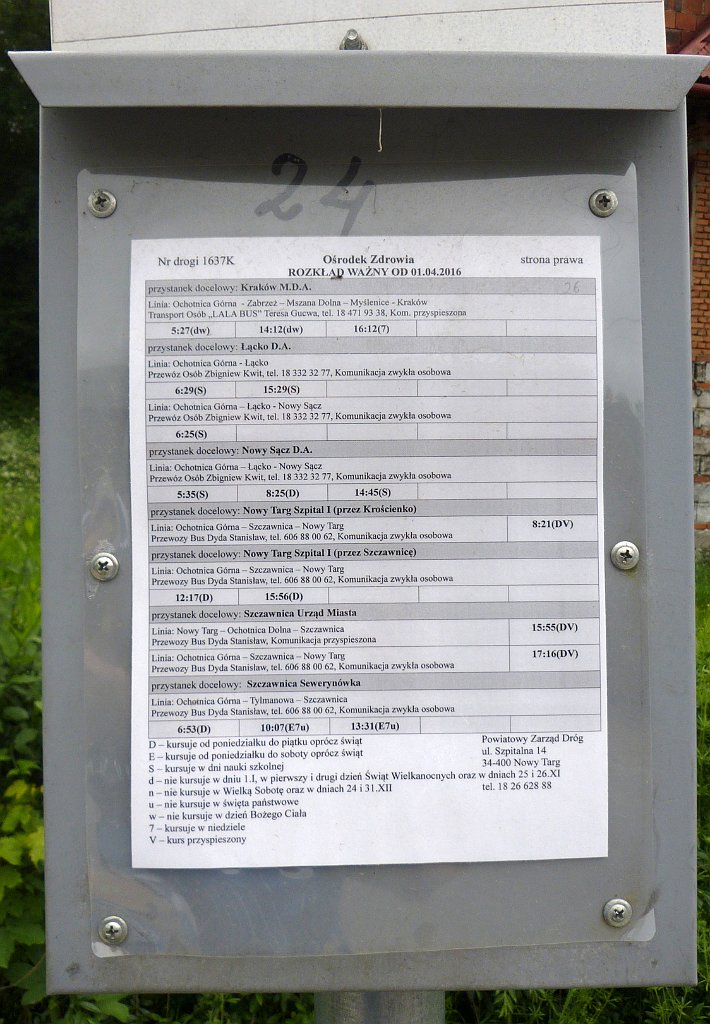 24
Nr drogi 1637K Ośrodek Zdrowia strona prawa
ROZKŁAD WAŻNY OD 01.04.2016
przystanek docelowy: Kraków M.D.A. 26
Linia: Ochotnica Górna - Zabrzeż – Mszana Dolna – Myślenice - Kraków
Transport Osób „LALA BUS" Teresa Gucwa, tel. 18 471 93 38, Kom. przyspieszona
5:27(dw) 14:12(dw) 16:12(7)
przystanek docelowy: Łącko D.A.
Linia: Ochotnica Górna - Łącko
Przewóz Osób Zbigniew Kwit, tel. 18 332 32 77, Komunikacja zwykła osobowa
6:29(S) 15:29(S)
Linia: Ochotnica Górna – Łącko - Nowy Sącz
Przewóz Osób Zbigniew Kwit, tel. 18 332 32 77, Komunikacja zwykła osobowa
6:25(S)
przystanek docelowy: Nowy Sącz D.A.
Linia: Ochotnica Górna – Łącko - Nowy Sącz
Przewóz Osób Zbigniew Kwit, tel. 18 332 32 77, Komunikacja zwykła osobowa
5:35(S) 8:25(D) 14:45(S)
przystanek docelowy: Nowy Targ Szpital I (przez Krościenko)
Linia: Ochotnica Górna – Szczawnica – Nowy Targ 8:21(DV)
Przewozy Bus Dyda Stanisław, tel. 606 88 00 62, Komunikacja zwykła osobowa
przystanek docelowy: Nowy Targ Szpital I (przez Szczawnicę)
Linia: Ochotnica Górna – Szczawnica – Nowy Targ
Przewozy Bus Dyda Stanisław, tel. 606 88 00 62, Komunikacja zwykła osobowa
12:17(D) 15:56(D)
przystanek docelowy: Szczawnica Urząd Miasta
Linia: Nowy Targ – Ochotnica Dolna – Szczawnica 15:55(DV)
Przewozy Bus Dyda Stanisław, Komunikacja przyspieszona
Linia: Ochotnica Górna – Szczawnica – Nowy Targ 17:16(DV)
Przewozy Bus Dyda Stanisław, tel. 606 88 00 62, Komunikacja zwykła osobowa
przystanek docelowy: Szczawnica Sewerynówka
Linia: Ochotnica Górna – Tylmanowa – Szczawnica
Przewozy Bus Dyda Stanisław, tel. 606 88 00 62, Komunikacja zwykła osobowa
6:53(D) 10:07(E7u) 13:31(E7u)
D – kursuje od poniedziałku do piątku oprócz świąt Powiatowy Zarząd Dróg
E – kursuje od poniedziałku do soboty oprócz świąt ul. Szpitalna 14
S – kursuje w dni nauki szkolnej 34-400 Nowy Targ
d – nie kursuje w dniu 1.I, w pierwszy i drugi dzień Świąt Wielkanocnych oraz w dniach 25 i 26.XI
n – nie kursuje w Wielką Sobotę oraz w dniach 24 i 31.XII tel. 18 26 628 88
u – nie kursuje w święta państwowe
w – nie kursuje w dzień Bożego Ciała
7 – kursuje w niedziele
V – kurs przyspieszony